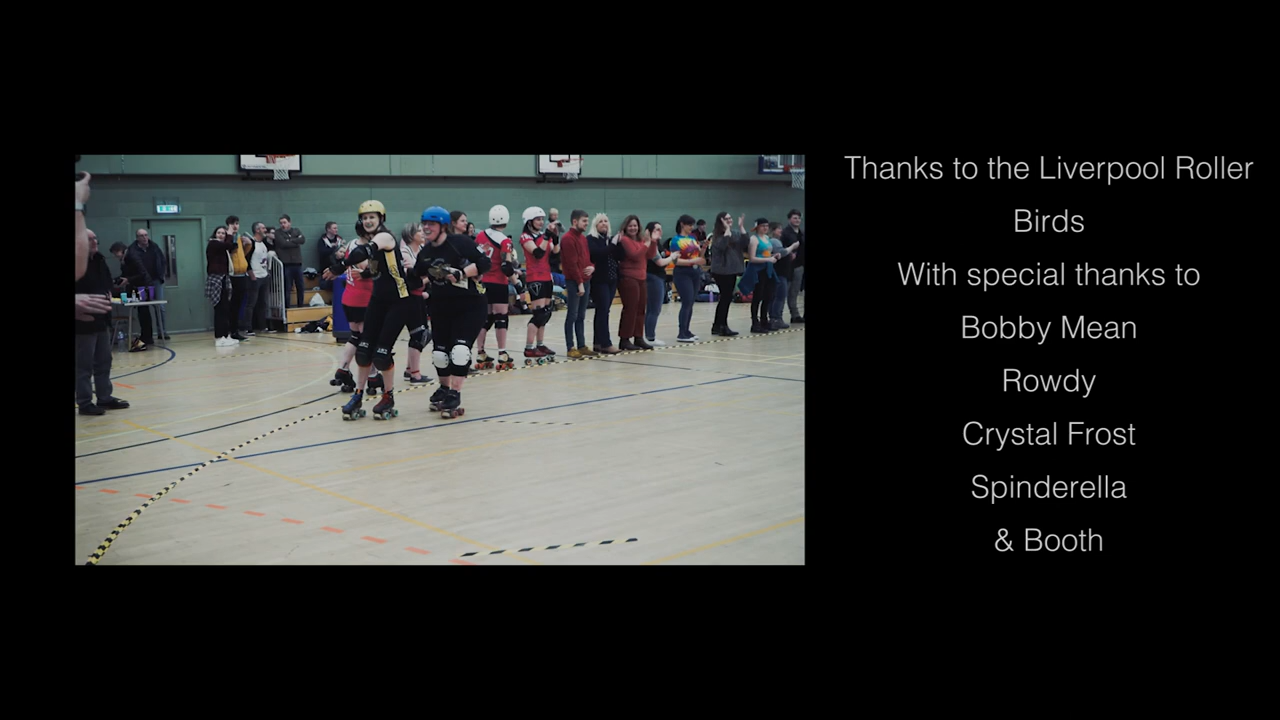 Thanks to the Liverpool Roller
Birds
With special thanks to
Bobby Mean
Rowdy
Crystal Frost
Spinderella
& Booth